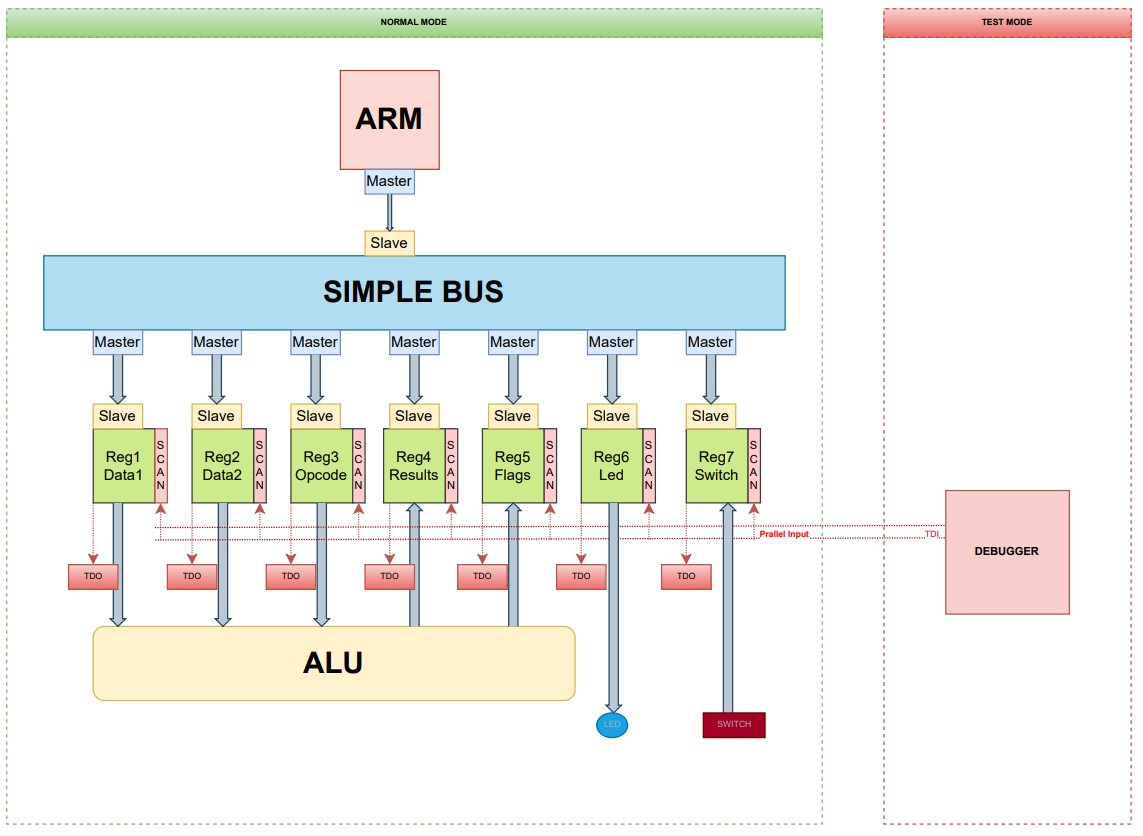 NORMAL MODE
TEST MODE
ARM
Master
Slave
SIMPLE BUS
Master Master Master Master Master Master Master
Slave Slave Slave Slave Slave Slave Slave
Reg1
Data1
SCAN
Reg2
Data2
SCAN
Reg3
Opcode
SCAN
Reg4
Results
SCAN
Reg5
Flags
SCAN
Reg6
Led
SCAN
Reg7
Switch
SCAN
Prallel Input
TDI
DEBUGGER
TDO TDO TDO TDO TDO TDO TDO
ALU
LED
SWITCH